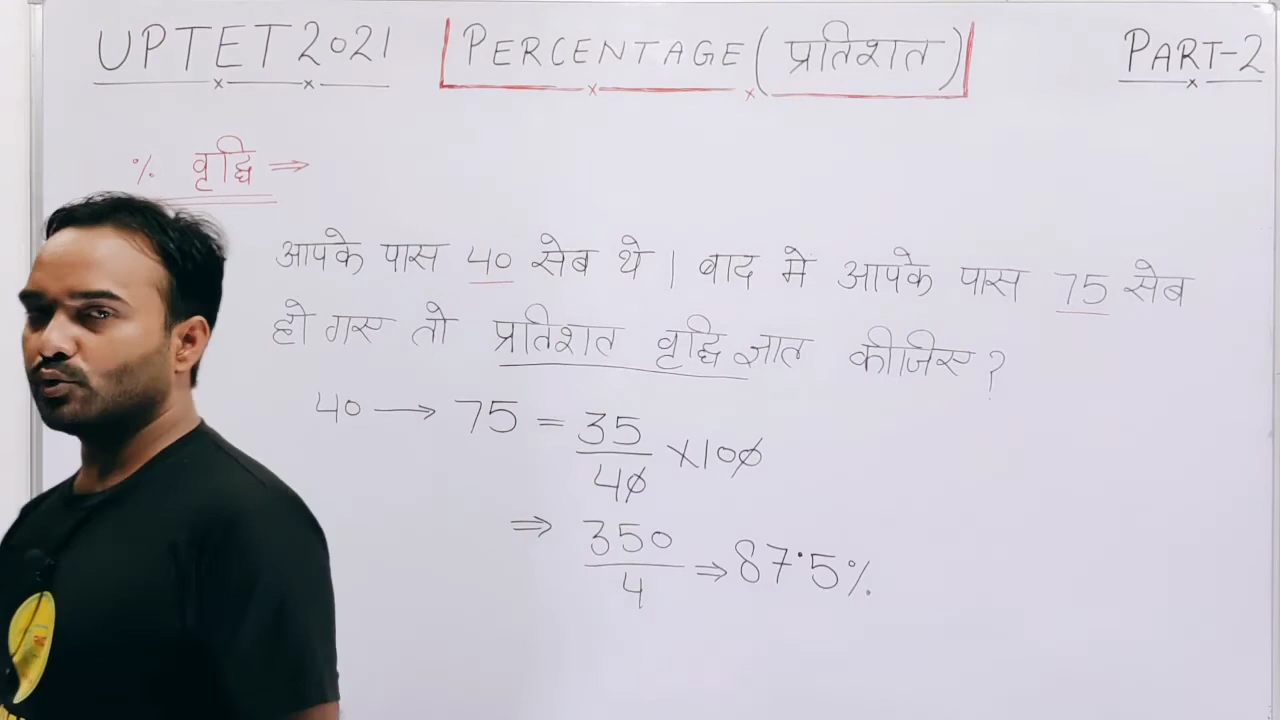 UPTET 2021
PERCENTAGE (प्रतिशत)
PART-2
% वृद्धि ⇒
आपके पास 40 सेब थे | बाद मे आपके पास 75 सेब
हो गए तो प्रतिशत वृद्धि ज्ञात कीजिए ?
40 → 75 = 35/40 × 100
⇒ 350/4 ⇒ 87.5%